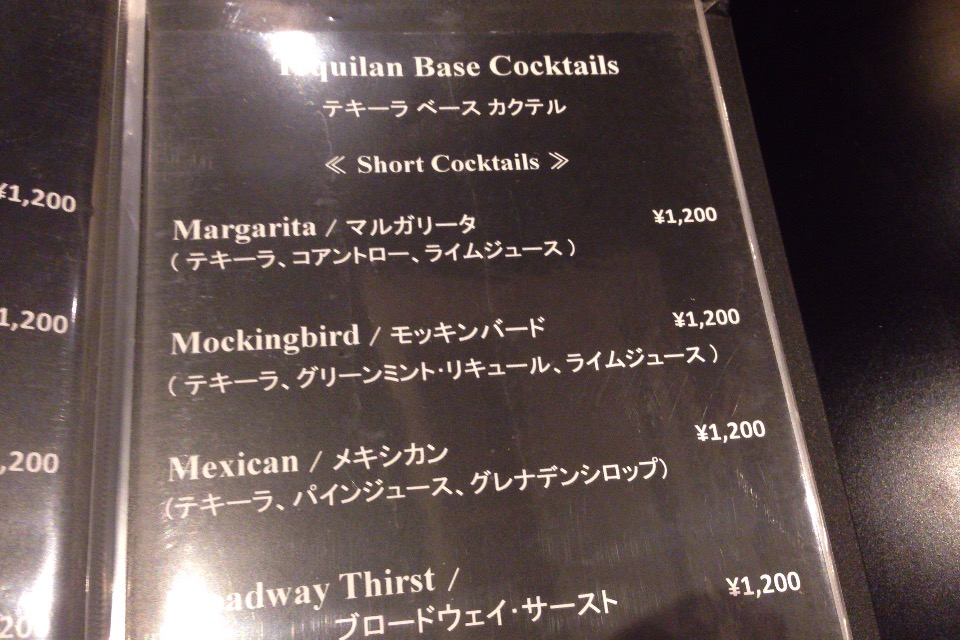 Base Cocktails
テキーラ ベース カクテル
≪ Short Cocktails ≫
Margarita / マルガリータ ¥1,200
( テキーラ、コアントロー、ライムジュース )
Mockingbird / モッキンバード ¥1,200
( テキーラ、グリーンミント・リキュール、ライムジュース )
Mexican / メキシカン ¥1,200
(テキーラ、パインジュース、グレナデンシロップ)
Thirst /
ブロードウェイ・サースト ¥1,200
¥1,200